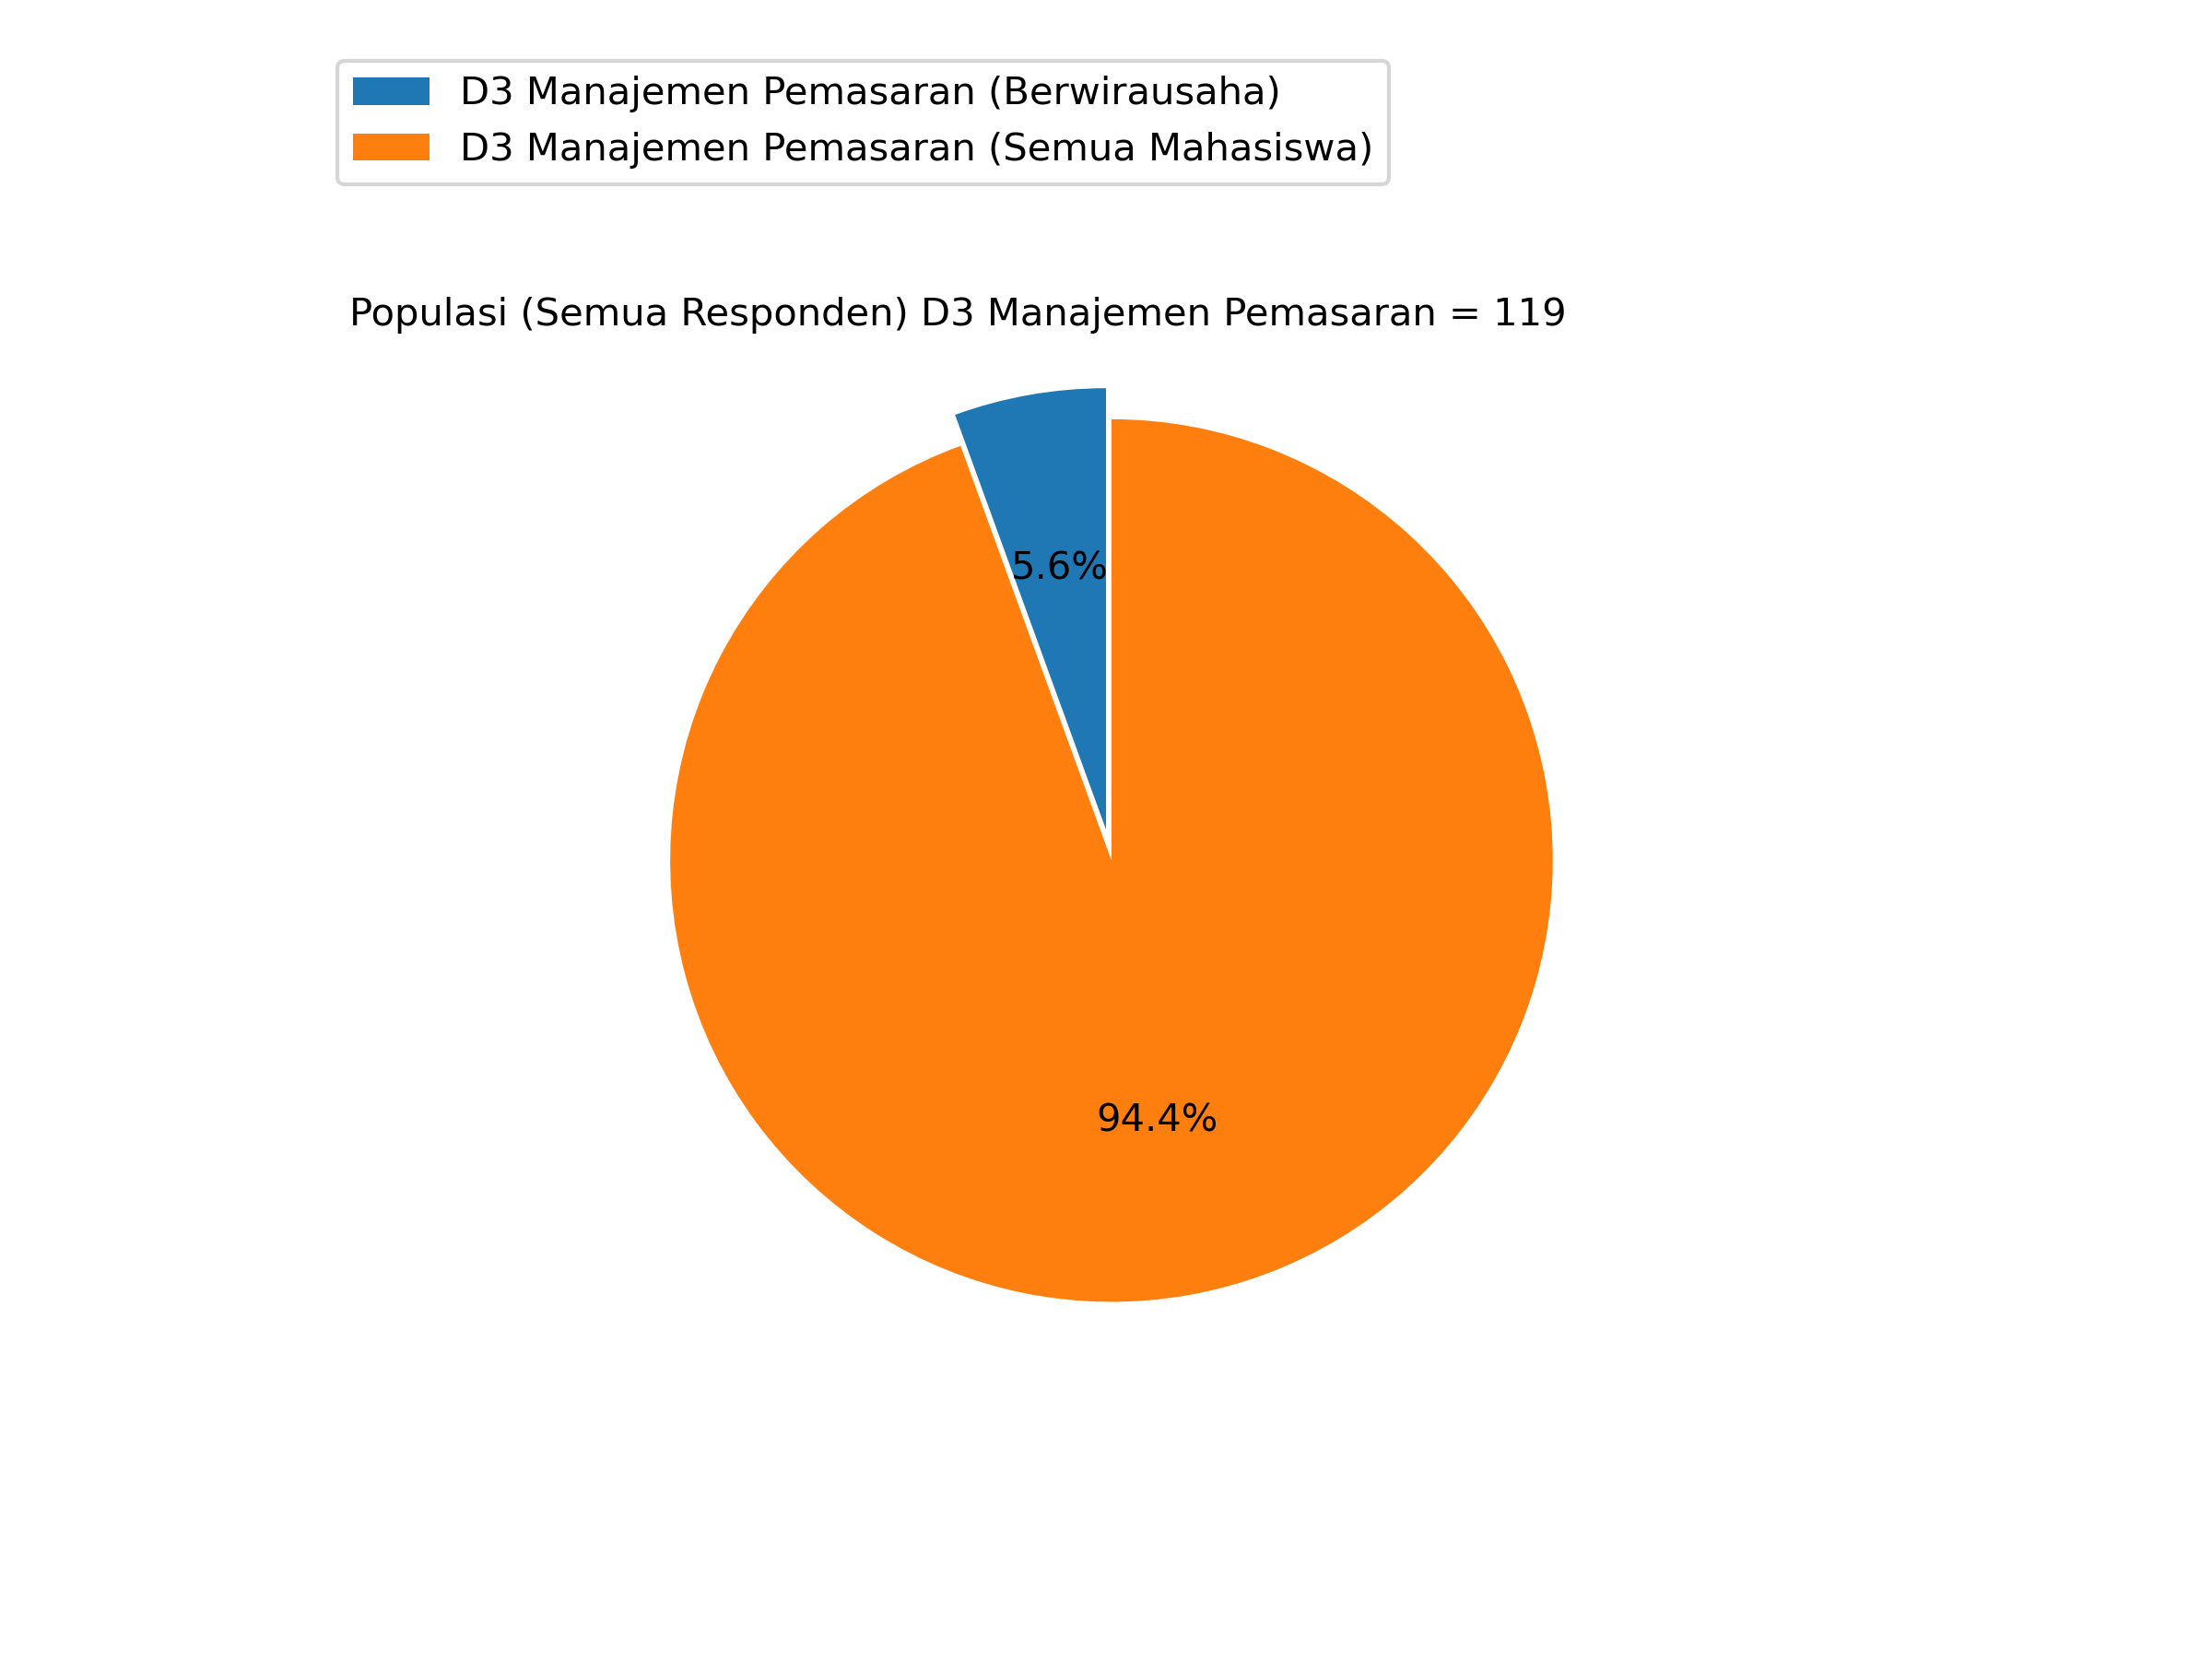 D3 Manajemen Pemasaran (Berwirausaha)
D3 Manajemen Pemasaran (Semua Mahasiswa)
Populasi (Semua Responden) D3 Manajemen Pemasaran = 119
5.6%
94.4%